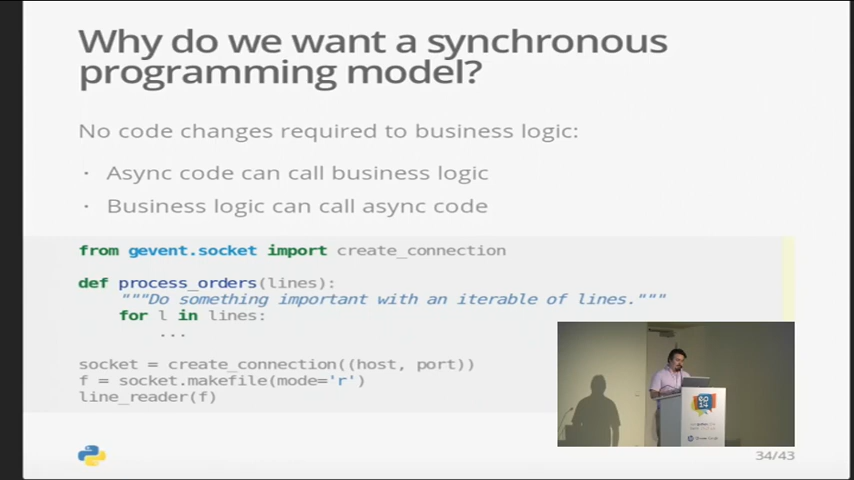 Why do we want a synchronous
programming model?
No code changes required to business logic:
· Async code can call business logic
· Business logic can call async code
from gevent.socket import create_connection
def process_orders(lines):
"""Do something important with an iterable of lines."""
for l in lines:
...
socket = create_connection((host, port))
f = socket.makefile(mode='r')
line_reader(f)
ep
14
34/43